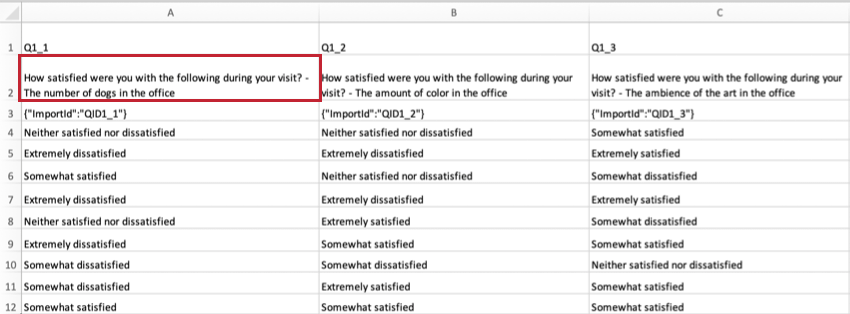 A B C
1 Q1_1 Q1_2 Q1_3
How satisfied were you with the following during your visit? - How satisfied were you with the following during your How satisfied were you with the following during your
2 The number of dogs in the office visit? - The amount of color in the office visit? - The ambience of the art in the office
3 {"ImportId":"QID1_1"} {"ImportId":"QID1_2"} {"ImportId":"QID1_3"}
4 Neither satisfied nor dissatisfied Neither satisfied nor dissatisfied Somewhat satisfied
5 Extremely dissatisfied Extremely dissatisfied Extremely satisfied
6 Somewhat satisfied Neither satisfied nor dissatisfied Somewhat dissatisfied
7 Extremely dissatisfied Extremely dissatisfied Extremely satisfied
8 Neither satisfied nor dissatisfied Extremely satisfied Somewhat dissatisfied
9 Extremely dissatisfied Somewhat satisfied Somewhat satisfied
10 Somewhat dissatisfied Somewhat dissatisfied Neither satisfied nor dissatisfied
11 Somewhat dissatisfied Extremely satisfied Somewhat satisfied
12 Somewhat satisfied Somewhat satisfied Somewhat satisfied